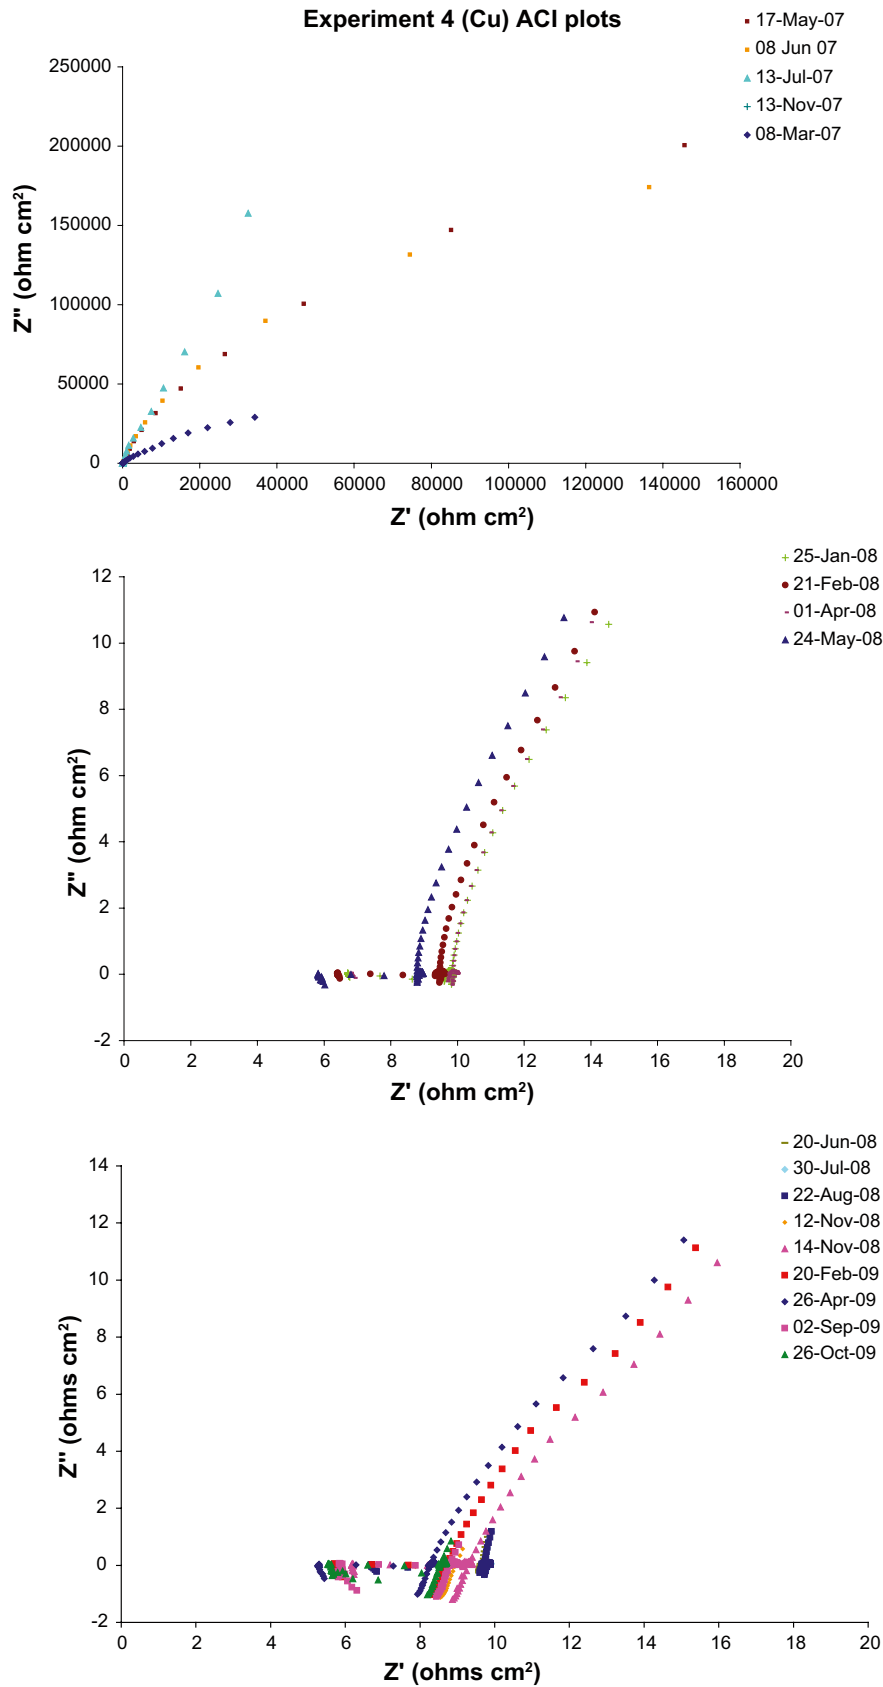 Experiment 4 (Cu) ACI plots
17-May-07
08 Jun 07
13-Jul-07
13-Nov-07
08-Mar-07
250000
200000
150000
100000
50000
0
Z" (ohm cm²)
0 20000 40000 60000 80000 100000 120000 140000 160000
Z' (ohm cm²)
25-Jan-08
21-Feb-08
01-Apr-08
24-May-08
12
10
8
6
4
2
0
-2
Z" (ohm cm²)
0 2 4 6 8 10 12 14 16 18 20
Z' (ohm cm²)
20-Jun-08
30-Jul-08
22-Aug-08
12-Nov-08
14-Nov-08
20-Feb-09
26-Apr-09
02-Sep-09
26-Oct-09
14
12
10
8
6
4
2
0
-2
Z" (ohms cm²)
0 2 4 6 8 10 12 14 16 18 20
Z' (ohms cm²)